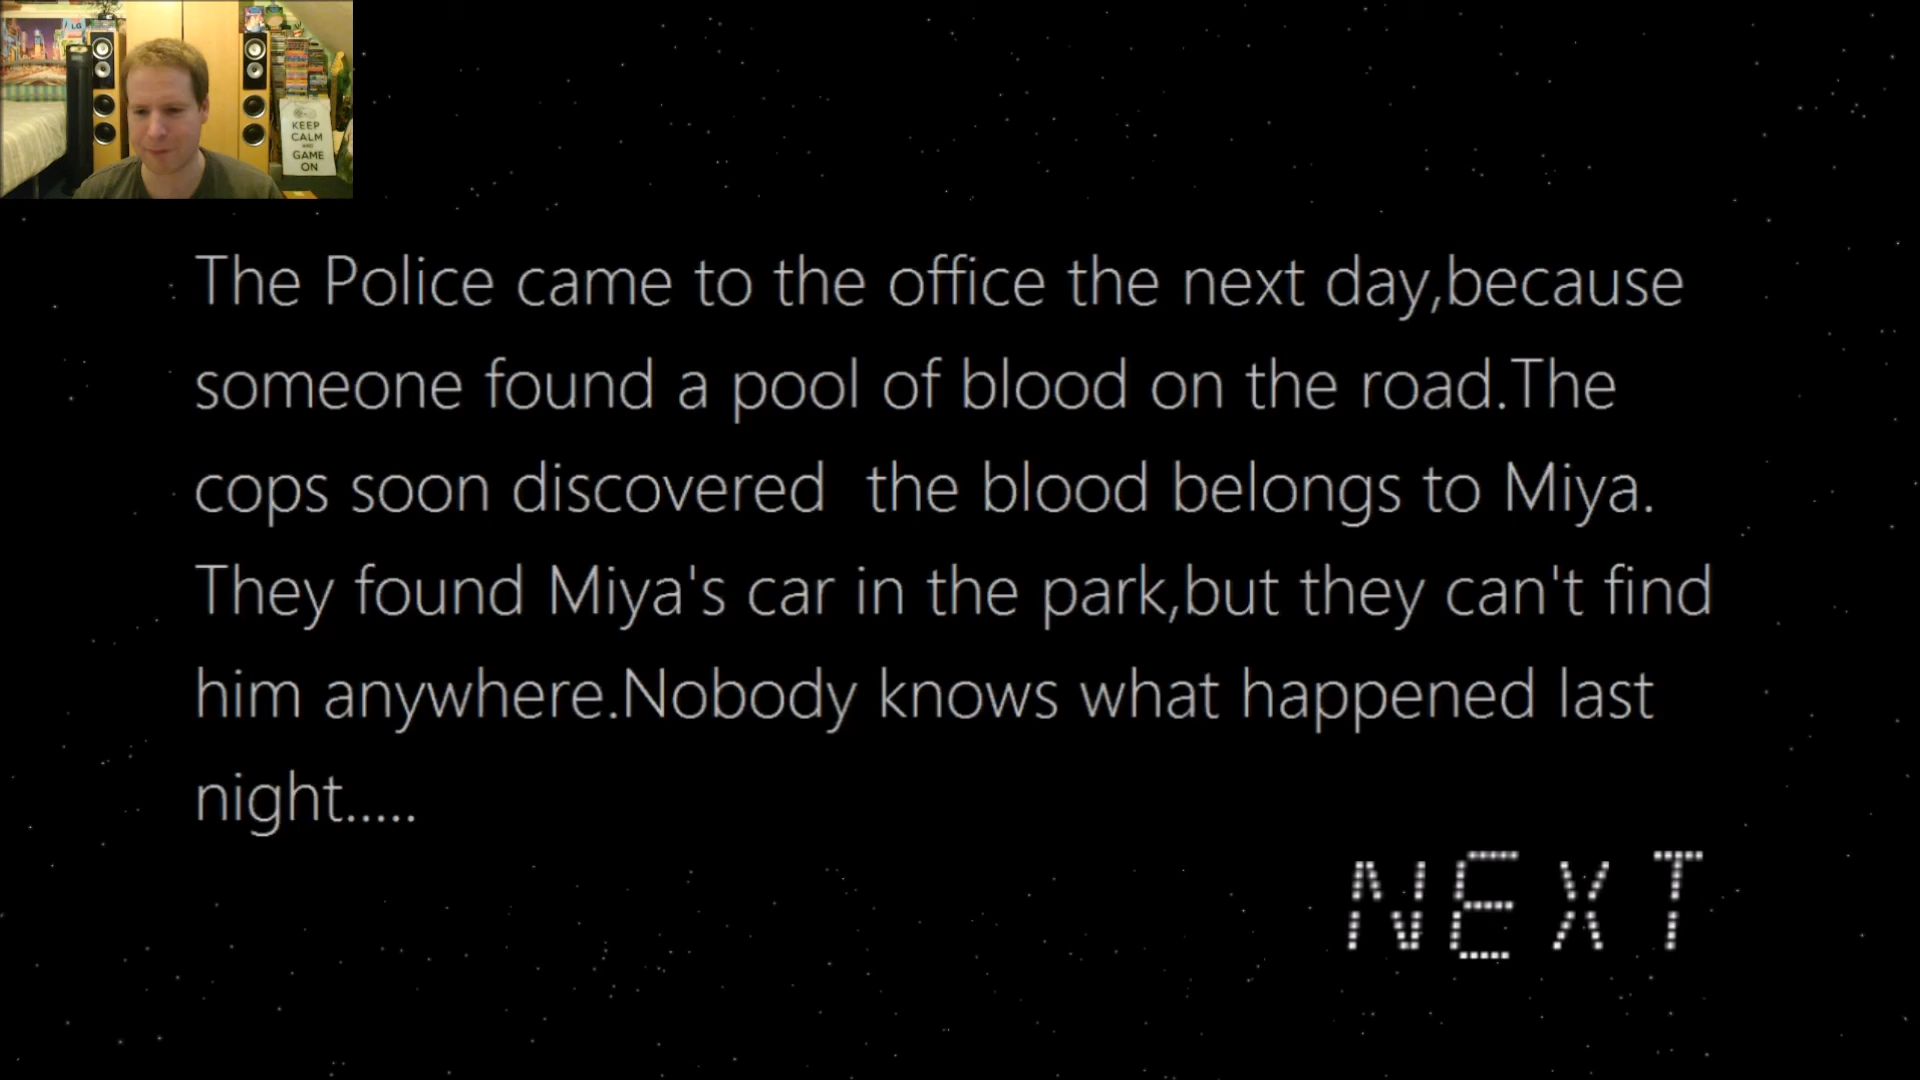 LG
KEEP
CALM
AND
GAME
ON
The Police came to the office the next day,because
someone found a pool of blood on the road.The
cops soon discovered  the blood belongs to Miya.
They found Miya's car in the park,but they can't find
him anywhere.Nobody knows what happened last
night.....
NEXT